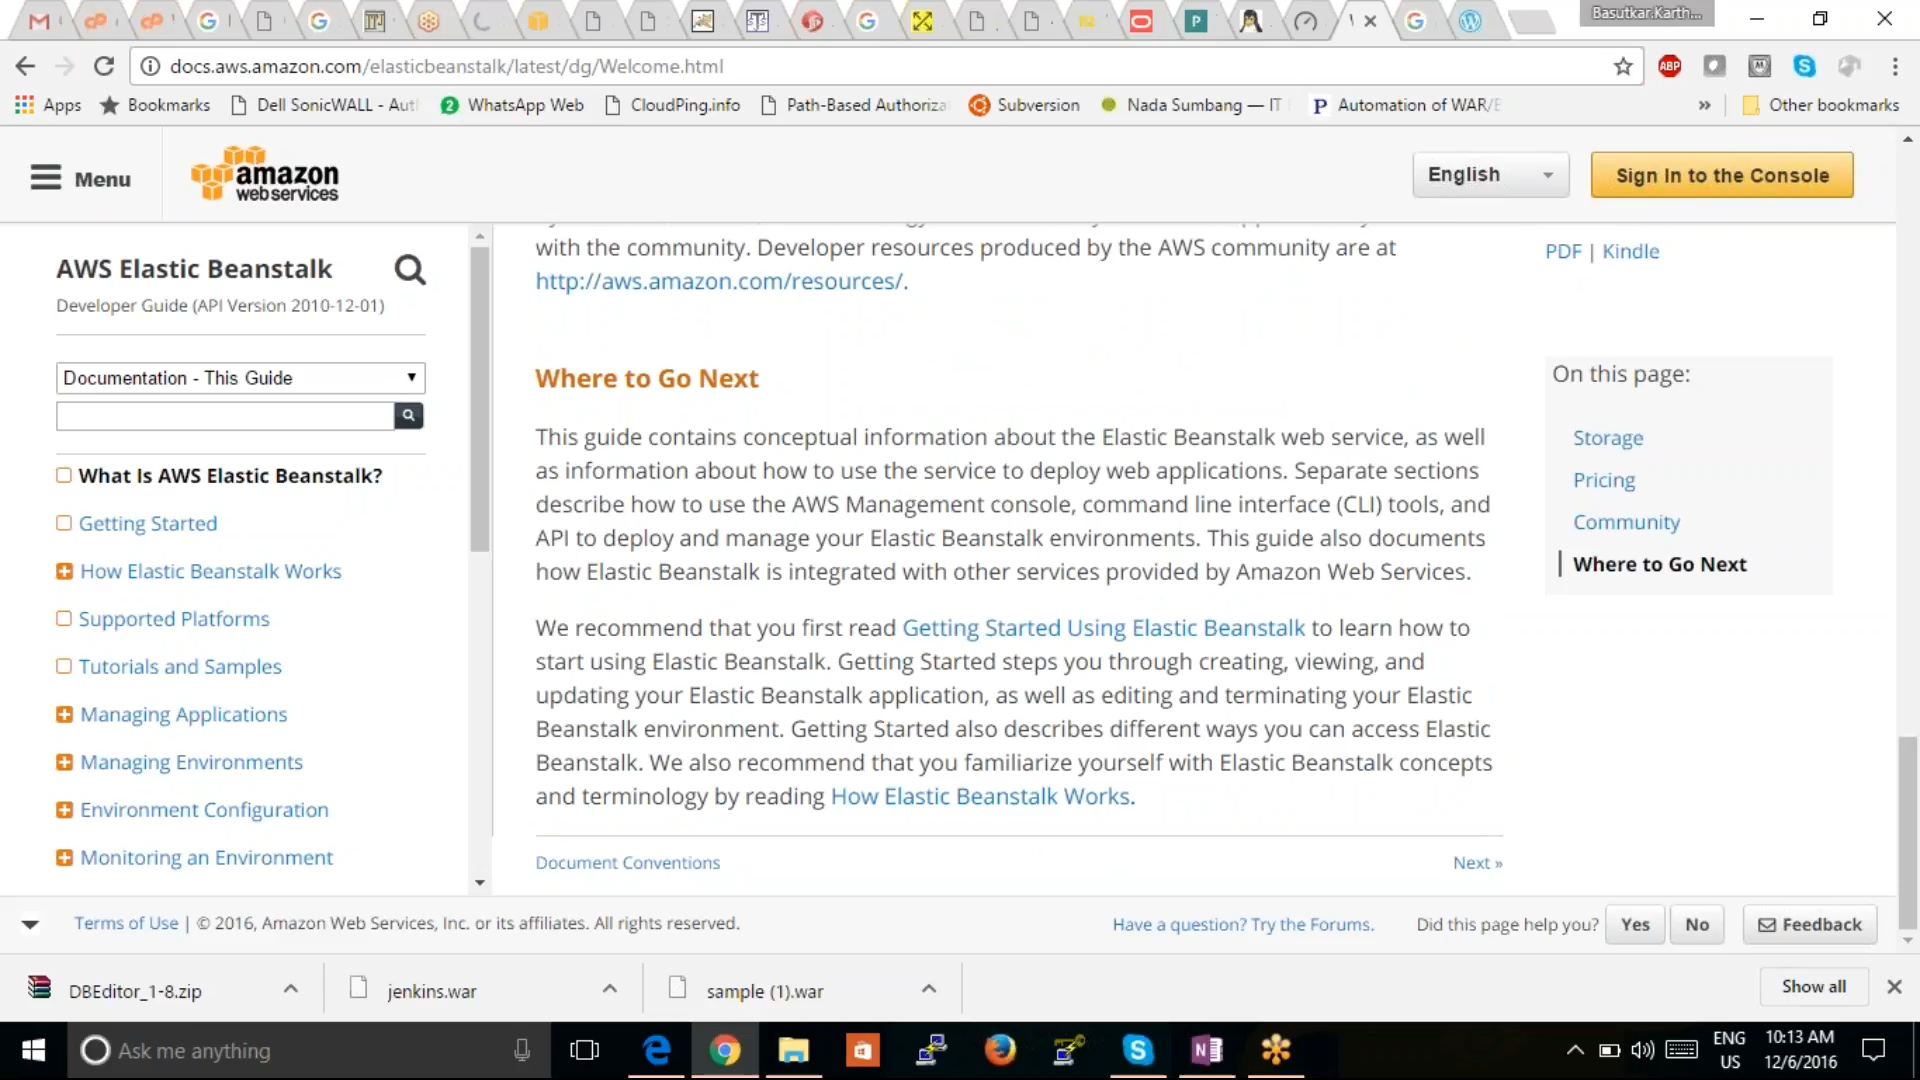 Basutkar.Karth...
docs.aws.amazon.com/elasticbeanstalk/latest/dg/Welcome.html
ABP
Apps
Bookmarks
Dell SonicWALL - Aut
2 WhatsApp Web
CloudPing.info
Path-Based Authoriza
Subversion
Nada Sumbang — IT
P Automation of WAR/E
»
Other bookmarks
Menu
amazon
webservices
English
Sign In to the Console
AWS Elastic Beanstalk
Developer Guide (API Version 2010-12-01)
Documentation - This Guide
What Is AWS Elastic Beanstalk?
Getting Started
How Elastic Beanstalk Works
Supported Platforms
Tutorials and Samples
Managing Applications
Managing Environments
Environment Configuration
Monitoring an Environment
with the community. Developer resources produced by the AWS community are at
http://aws.amazon.com/resources/.
Where to Go Next
This guide contains conceptual information about the Elastic Beanstalk web service, as well
as information about how to use the service to deploy web applications. Separate sections
describe how to use the AWS Management console, command line interface (CLI) tools, and
API to deploy and manage your Elastic Beanstalk environments. This guide also documents
how Elastic Beanstalk is integrated with other services provided by Amazon Web Services.
We recommend that you first read Getting Started Using Elastic Beanstalk to learn how to
start using Elastic Beanstalk. Getting Started steps you through creating, viewing, and
updating your Elastic Beanstalk application, as well as editing and terminating your Elastic
Beanstalk environment. Getting Started also describes different ways you can access Elastic
Beanstalk. We also recommend that you familiarize yourself with Elastic Beanstalk concepts
and terminology by reading How Elastic Beanstalk Works.
Document Conventions
Next »
PDF | Kindle
On this page:
Storage
Pricing
Community
Where to Go Next
Terms of Use | © 2016, Amazon Web Services, Inc. or its affiliates. All rights reserved.
Have a question? Try the Forums.
Did this page help you?
Yes
No
Feedback
DBEditor_1-8.zip
jenkins.war
sample (1).war
Show all
Ask me anything
ENG
US
10:13 AM
12/6/2016